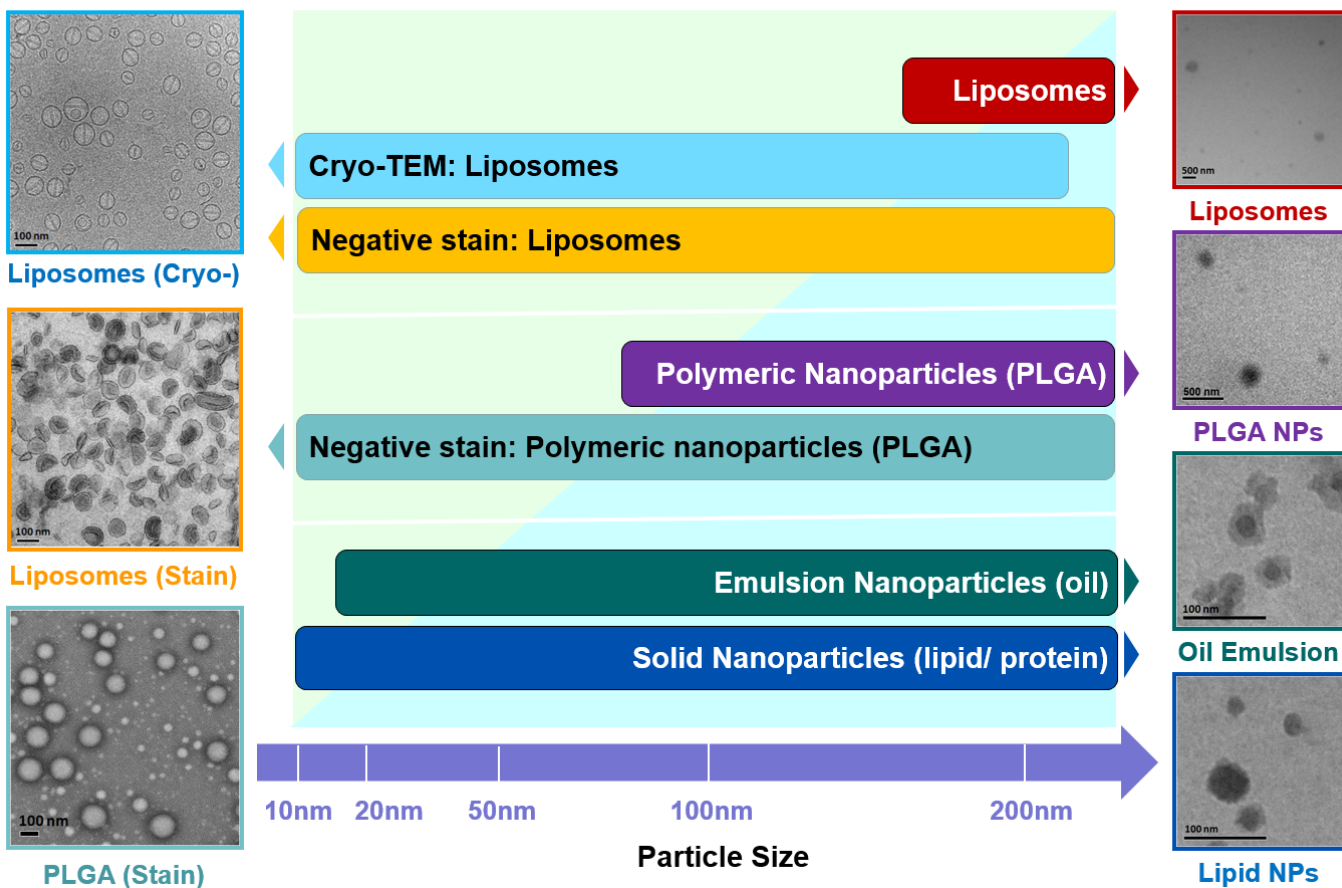 100 nm
Liposomes (Cryo-)
100 nm
Liposomes (Stain)
100 nm
PLGA (Stain)
Liposomes
Cryo-TEM: Liposomes
Negative stain: Liposomes
Polymeric Nanoparticles (PLGA)
Negative stain: Polymeric nanoparticles (PLGA)
Emulsion Nanoparticles (oil)
Solid Nanoparticles (lipid/ protein)
10nm 20nm 50nm 100nm 200nm
Particle Size
500 nm
Liposomes
500 nm
PLGA NPs
100 nm
Oil Emulsion
100 nm
Lipid NPs